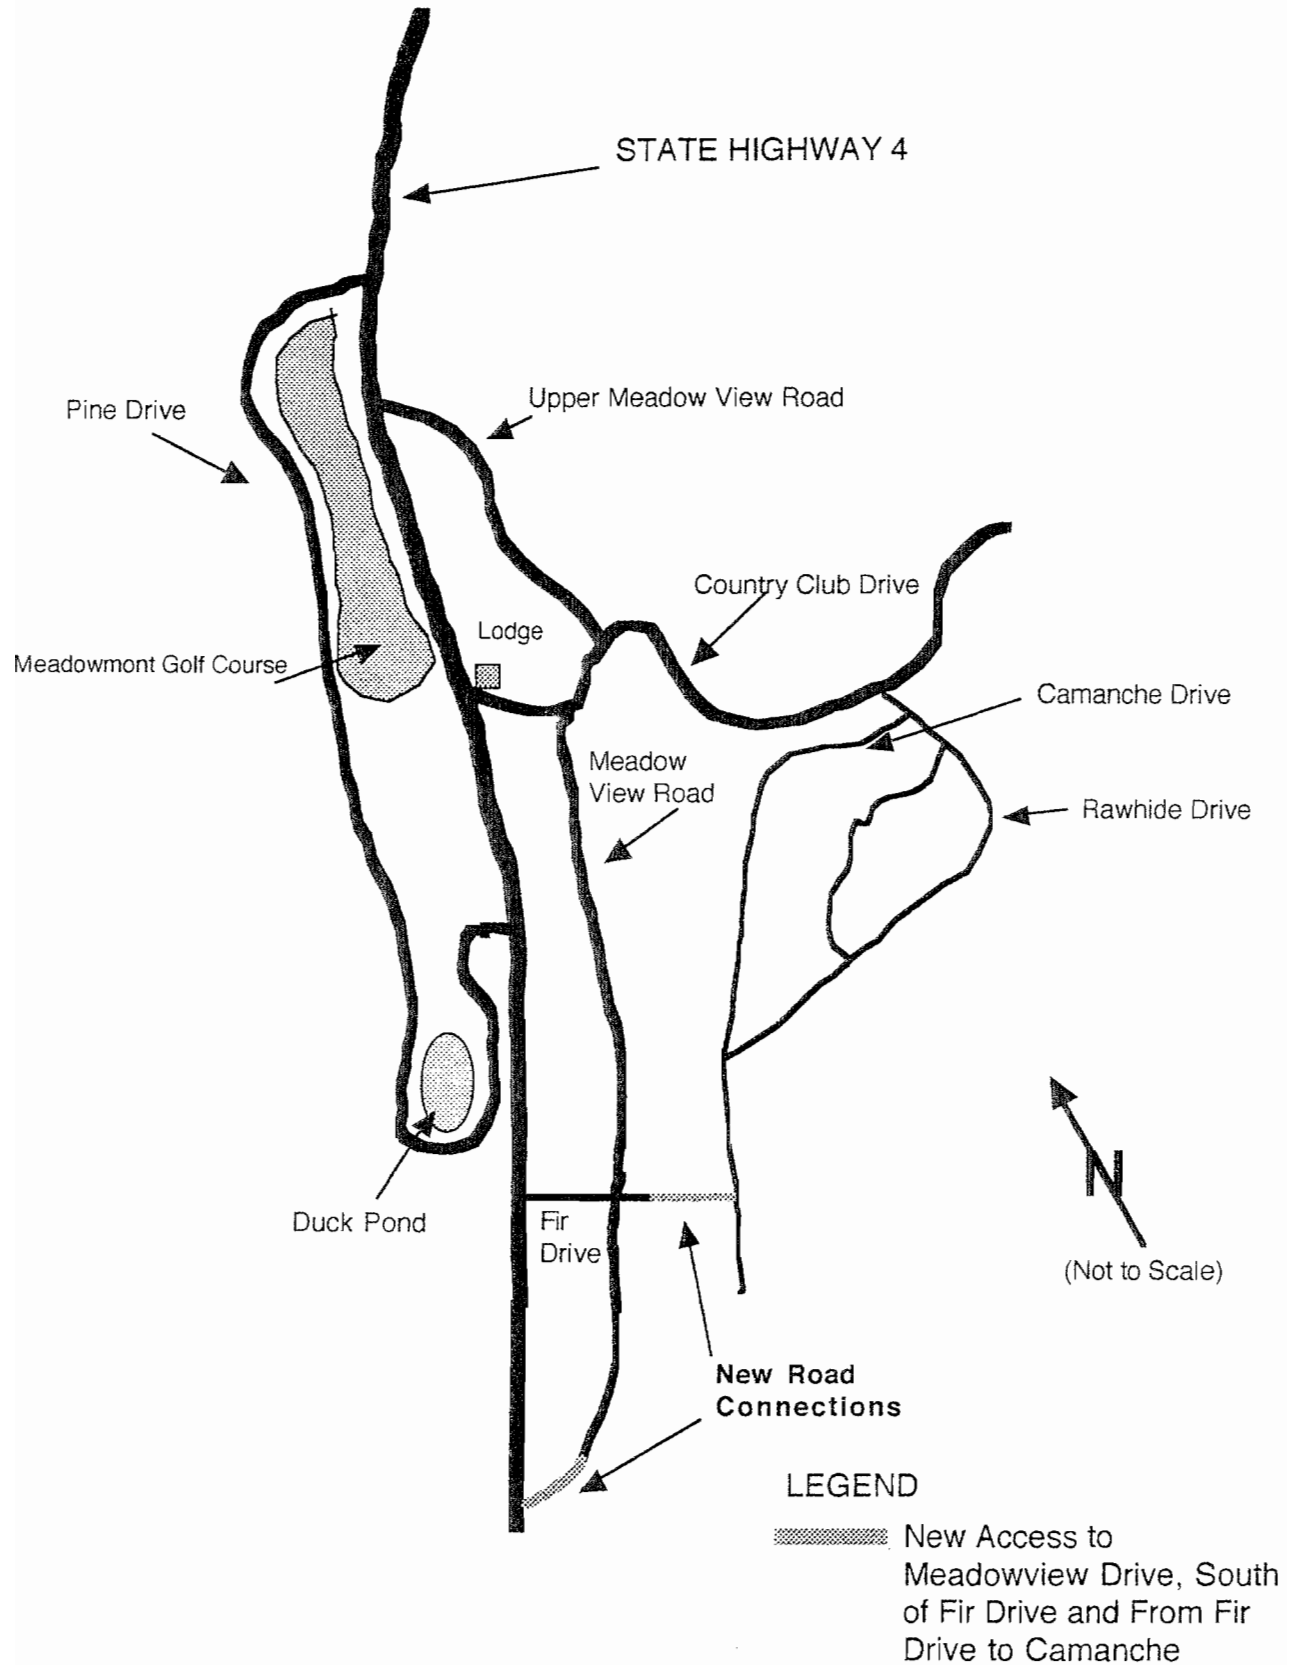 STATE HIGHWAY 4
Upper Meadow View Road
Pine Drive
Country Club Drive
Lodge
Meadowmont Golf Course
Camanche Drive
Meadow
View Road
Rawhide Drive
N
Duck Pond
Fir
Drive
(Not to Scale)
New Road
Connections
LEGEND
New Access to
Meadowview Drive, South
of Fir Drive and From Fir
Drive to Camanche